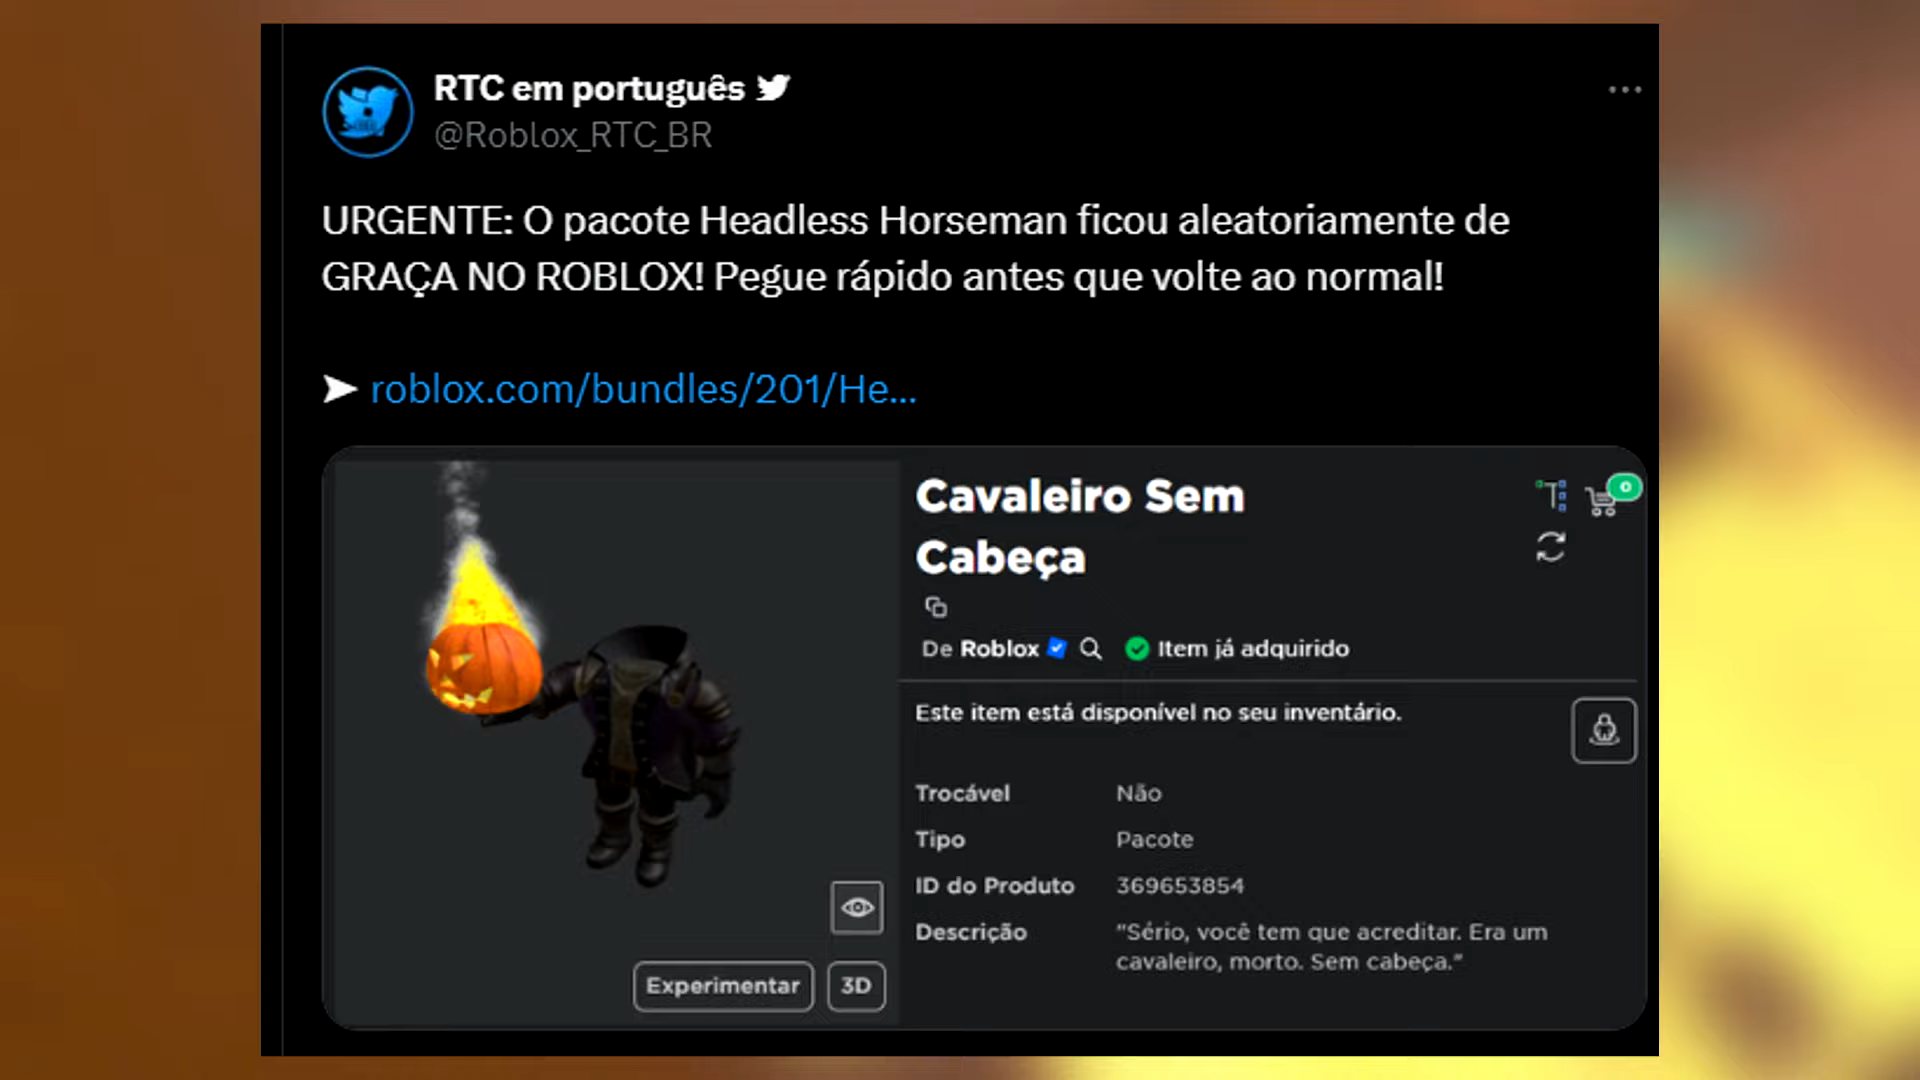 RTC em português
@Roblox_RTC_BR
URGENTE: O pacote Headless Horseman ficou aleatoriamente de
GRAÇA NO ROBLOX! Pegue rápido antes que volte ao normal!
➤ roblox.com/bundles/201/He...
Cavaleiro Sem
Cabeça
0
De Roblox Item já adquirido
Este item está disponível no seu inventário.
Trocável Não
Tipo Pacote
ID do Produto 369653854
Descrição "Sério, você tem que acreditar. Era um
cavaleiro, morto. Sem cabeça."
Experimentar 3D